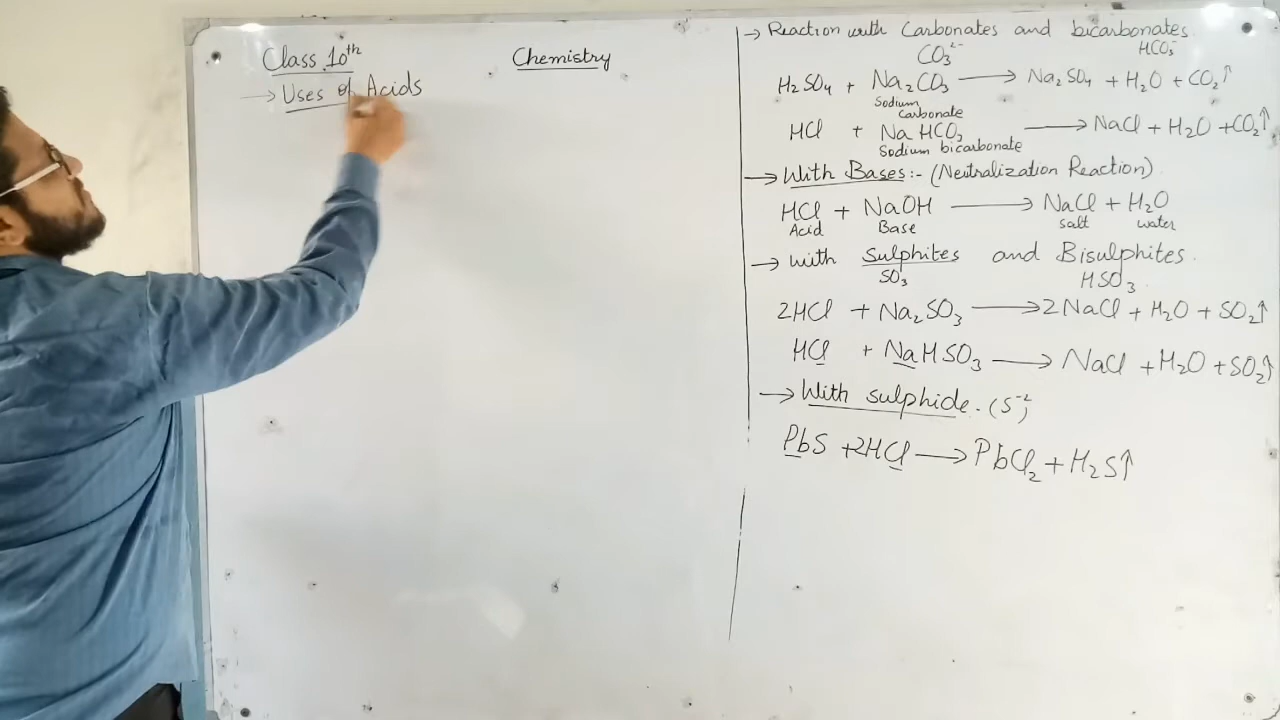 Class 10th
Chemistry
→ Uses of Acids
→ Reaction with Carbonates and bicarbonates
CO₃²⁻ HCO₃⁻
H₂SO₄ + Na₂CO₃ → Na₂SO₄ + H₂O + CO₂↑
Sodium
Carbonate
HCl + NaHCO₃ → NaCl + H₂O + CO₂↑
Sodium bicarbonate
→ With Bases:- (Neutralization Reaction).
HCl + NaOH → NaCl + H₂O
Acid Base salt water
→ with Sulphites and Bisulphites.
SO₃ HSO₃
2HCl + Na₂SO₃ → 2NaCl + H₂O + SO₂↑
HCl + NaHSO₃ → NaCl + H₂O + SO₂↑
→ With sulphide. (S⁻²)
PbS + 2HCl → PbCl₂ + H₂S↑